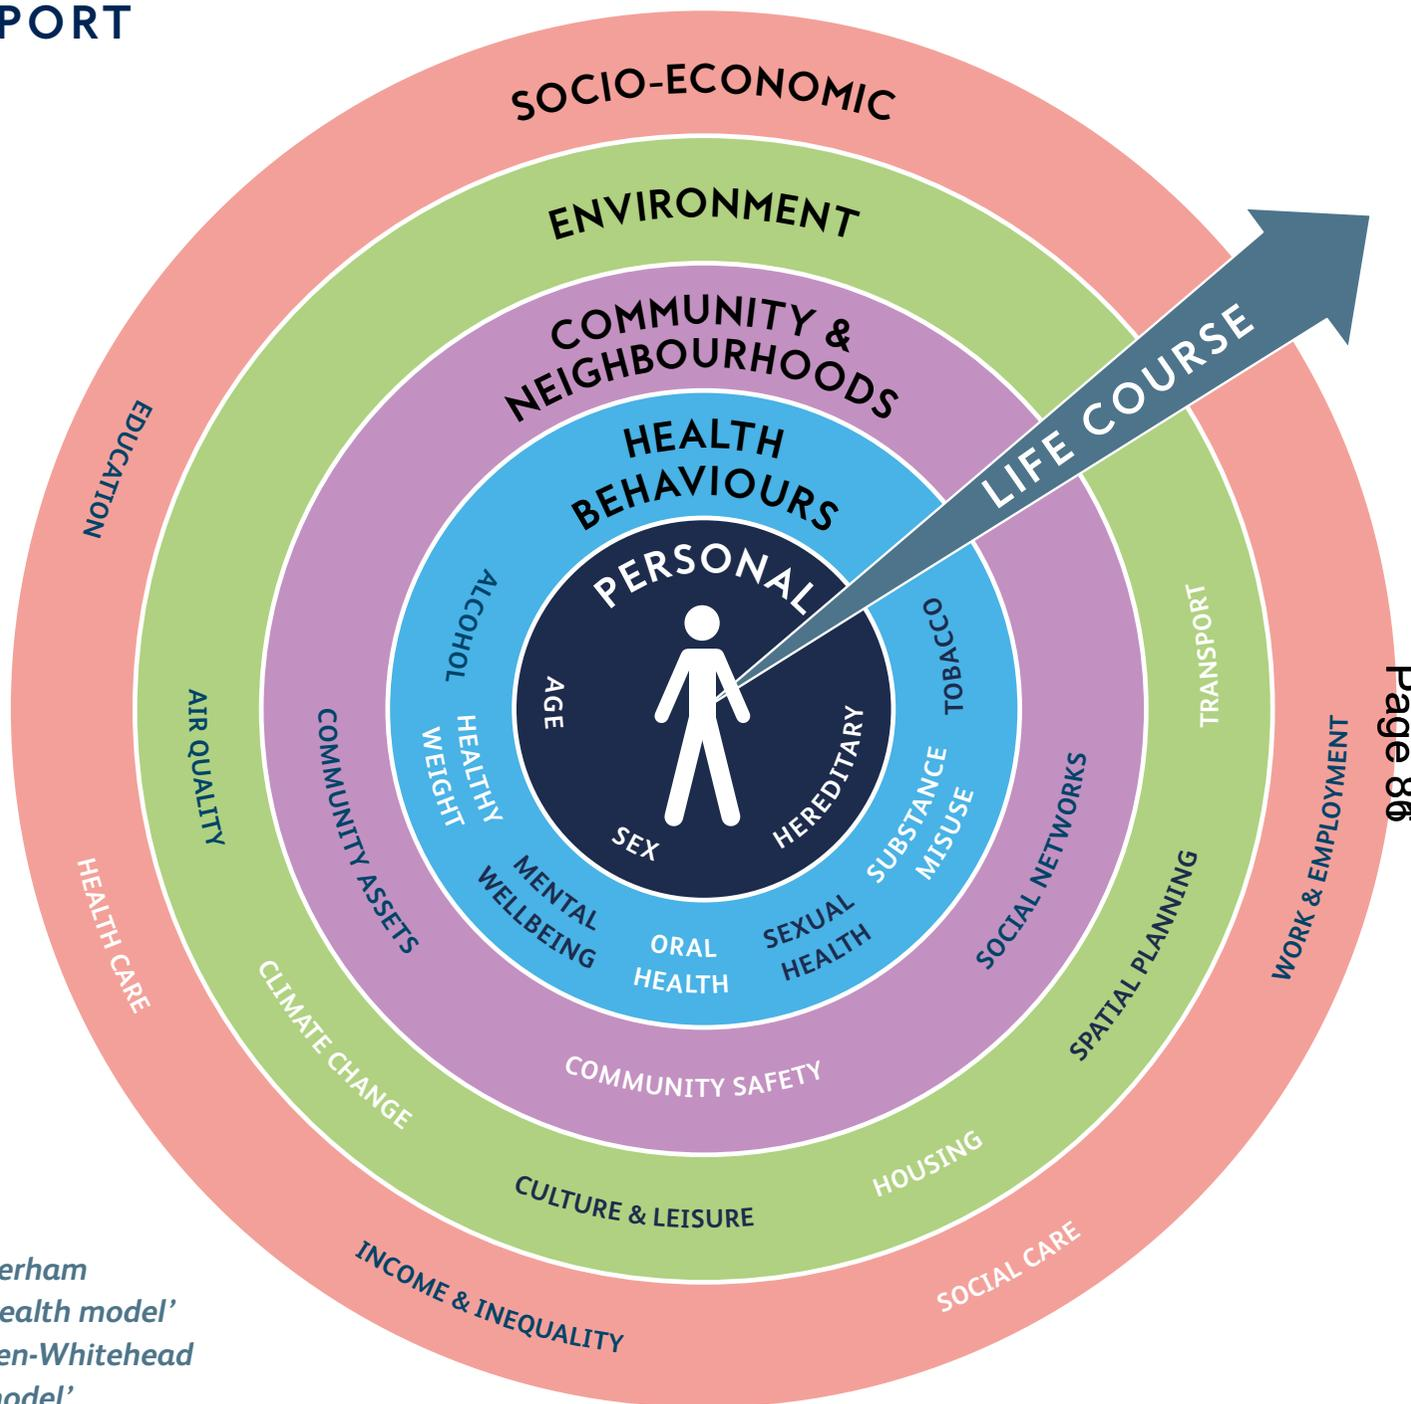 PORT
SOCIO-ECONOMIC
ENVIRONMENT
COMMUNITY &
NEIGHBOURHOODS
HEALTH
BEHAVIOURS
PERSONAL
LIFE COURSE
EDUCATION
ALCOHOL
TOBACCO
TRANSPORT
AGE
HEREDITARY
SEX
AIR QUALITY
COMMUNITY ASSETS
HEALTHY
WEIGHT
SUBSTANCE
MISUSE
SOCIAL NETWORKS
WORK & EMPLOYMENT
HEALTH CARE
MENTAL
WELLBEING
ORAL
HEALTH
SEXUAL
HEALTH
SPATIAL PLANNING
CLIMATE CHANGE
COMMUNITY SAFETY
HOUSING
CULTURE & LEISURE
INCOME & INEQUALITY
SOCIAL CARE
erham
ealth model’
en-Whitehead
odel’
Page